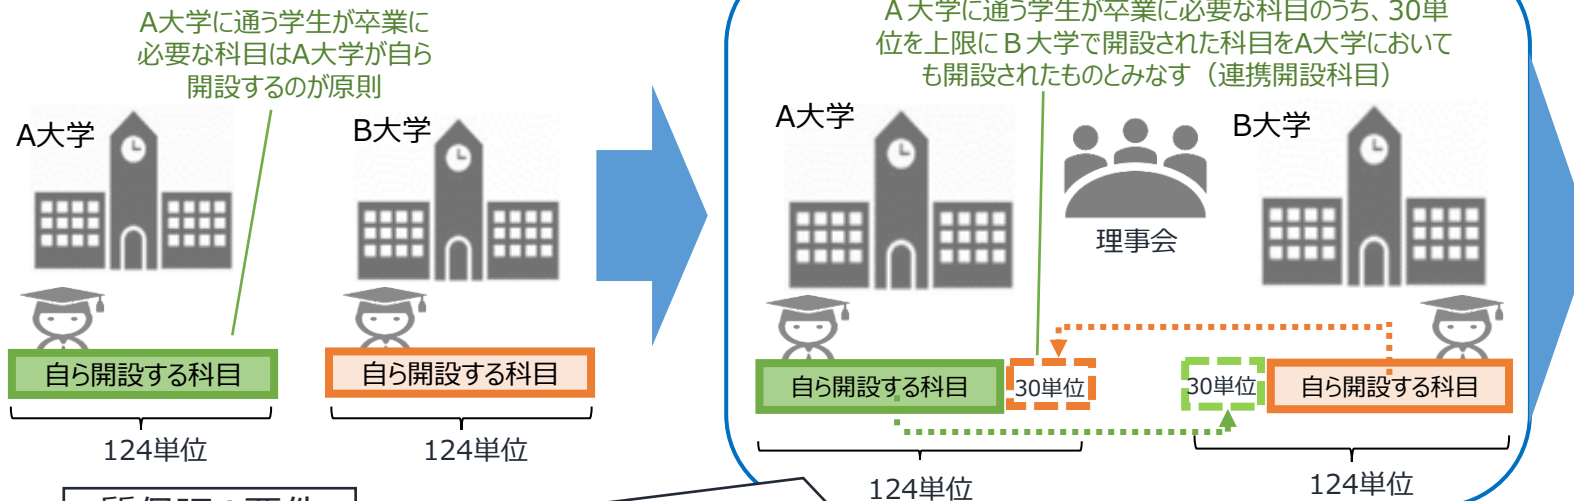 A大学に通う学生が卒業に
必要な科目はA大学が自ら
開設するのが原則
A大学
B大学
自ら開設する科目
自ら開設する科目
124単位
124単位
A大学に通う学生が卒業に必要な科目のうち、30単
位を上限にB大学で開設された科目をA大学において
も開設されたものとみなす（連携開設科目）
A大学
理事会
B大学
自ら開設する科目
30単位
30単位
自ら開設する科目
124単位
124単位
質保証の要件